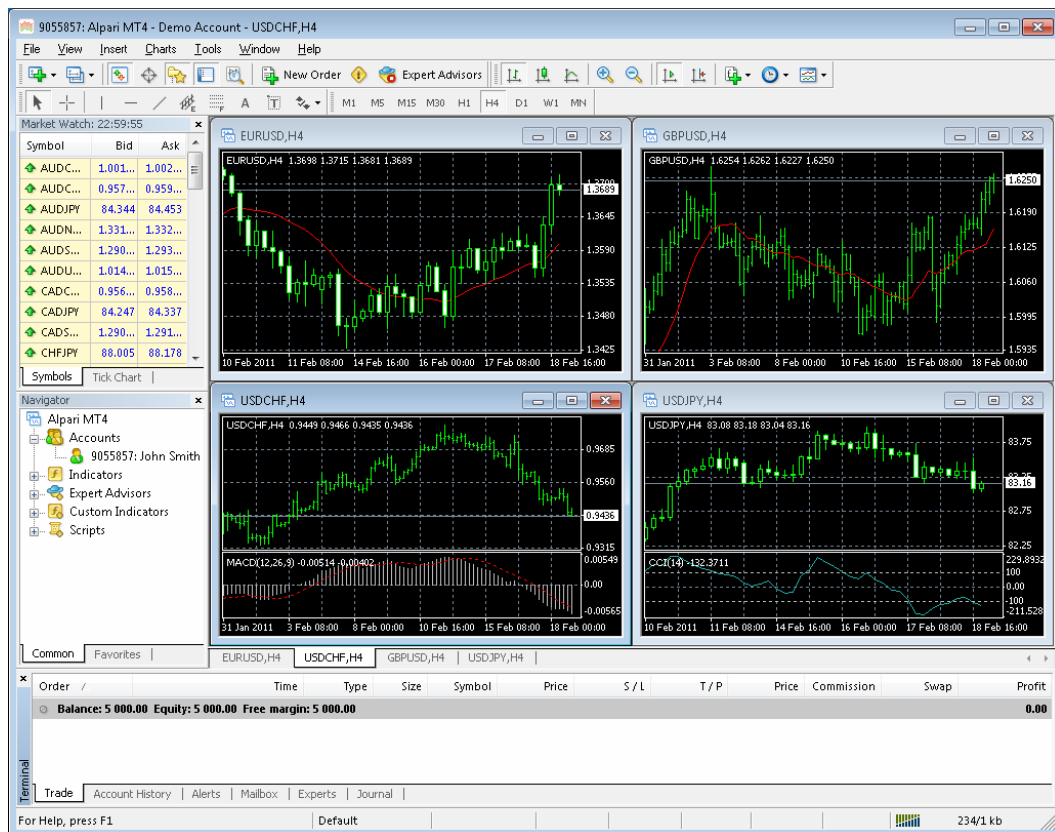 9055857: Alpari MT4 - Demo Account - USDCHF,H4
File View Insert Charts Tools Window Help
New Order Expert Advisors
A T M1 M5 M15 M30 H1 H4 D1 W1 MN
Market Watch: 22:59:55
Symbol Bid Ask
AUDC... 1.001... 1.002...
AUDC... 0.957... 0.959...
AUDJPY 84.344 84.453
AUDN... 1.331... 1.332...
AUDS... 1.290... 1.293...
AUDU... 1.014... 1.015...
CADC... 0.956... 0.958...
CADJPY 84.247 84.337
CADS... 1.290... 1.291...
CHFJPY 88.005 88.178
Symbols Tick Chart
Navigator
Alpari MT4
Accounts
9055857: John Smith
Indicators
Expert Advisors
Custom Indicators
Scripts
Common Favorites
EURUSD,H4
EURUSD,H4 1.3698 1.3715 1.3681 1.3689
1.3689
1.3645
1.3590
1.3535
1.3480
1.3425
10 Feb 2011 11 Feb 08:00 14 Feb 16:00 16 Feb 00:00 17 Feb 08:00 18 Feb 16:00
GBPUSD,H4
GBPUSD,H4 1.6254 1.6262 1.6227 1.6250
1.6250
1.6190
1.6125
1.6060
1.5995
1.5935
31 Jan 2011 3 Feb 08:00 8 Feb 00:00 10 Feb 16:00 15 Feb 08:00 18 Feb 00:00
USDCHF,H4
USDCHF,H4 0.9449 0.9466 0.9435 0.9436
0.9685
0.9560
0.9436
0.9315
MACD(12,26,9) -0.00514 -0.00402
0.00549
0.00
-0.00565
31 Jan 2011 3 Feb 08:00 8 Feb 00:00 10 Feb 16:00 15 Feb 08:00 18 Feb 00:00
USDJPY,H4
USDJPY,H4 83.08 83.18 83.04 83.16
83.75
83.16
82.75
82.25
CCI(14) -132.3711
229.8932
100
0.00
-100
-211.528
10 Feb 2011 11 Feb 08:00 14 Feb 16:00 16 Feb 00:00 17 Feb 08:00 18 Feb 16:00
EURUSD,H4 USDCHF,H4 GBPUSD,H4 USDJPY,H4
Order / Time Type Size Symbol Price S / L T / P Price Commission Swap Profit
Balance: 5 000.00 Equity: 5 000.00 Free margin: 5 000.00 0.00
Terminal
Trade Account History Alerts Mailbox Experts Journal
For Help, press F1 Default 234/1 kb